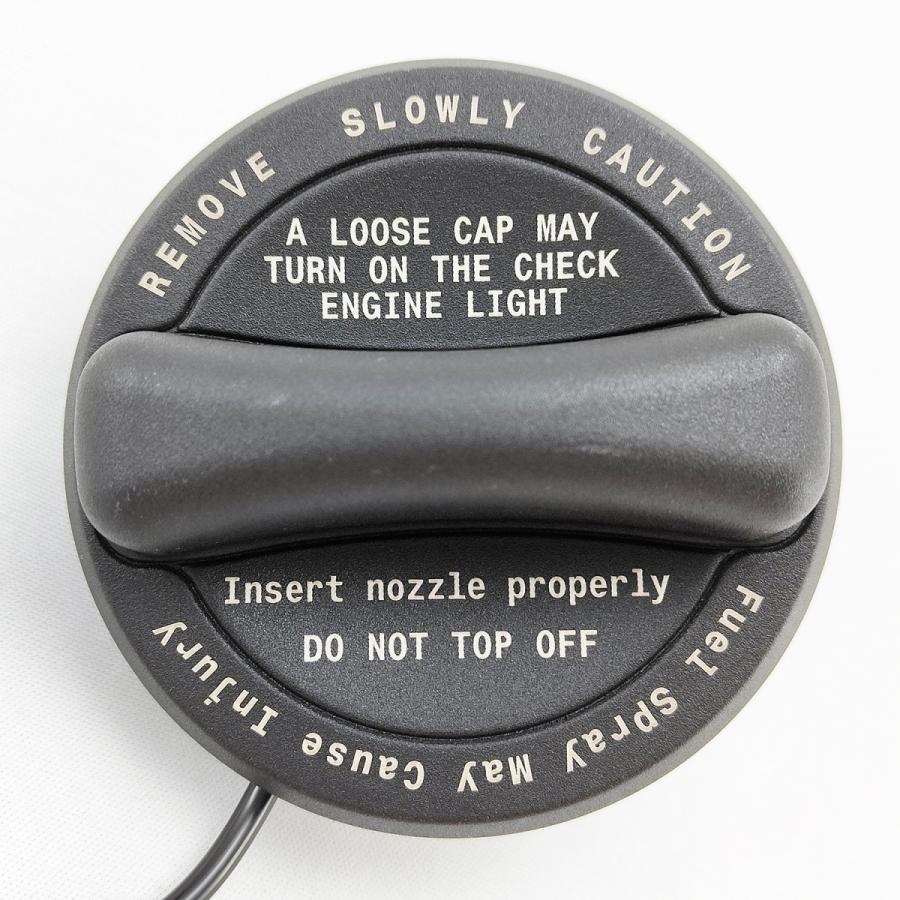 REMOVE SLOWLY CAUTION
A LOOSE CAP MAY
TURN ON THE CHECK
ENGINE LIGHT
Insert nozzle properly
DO NOT TOP OFF
Fuel Spray May Cause Injury